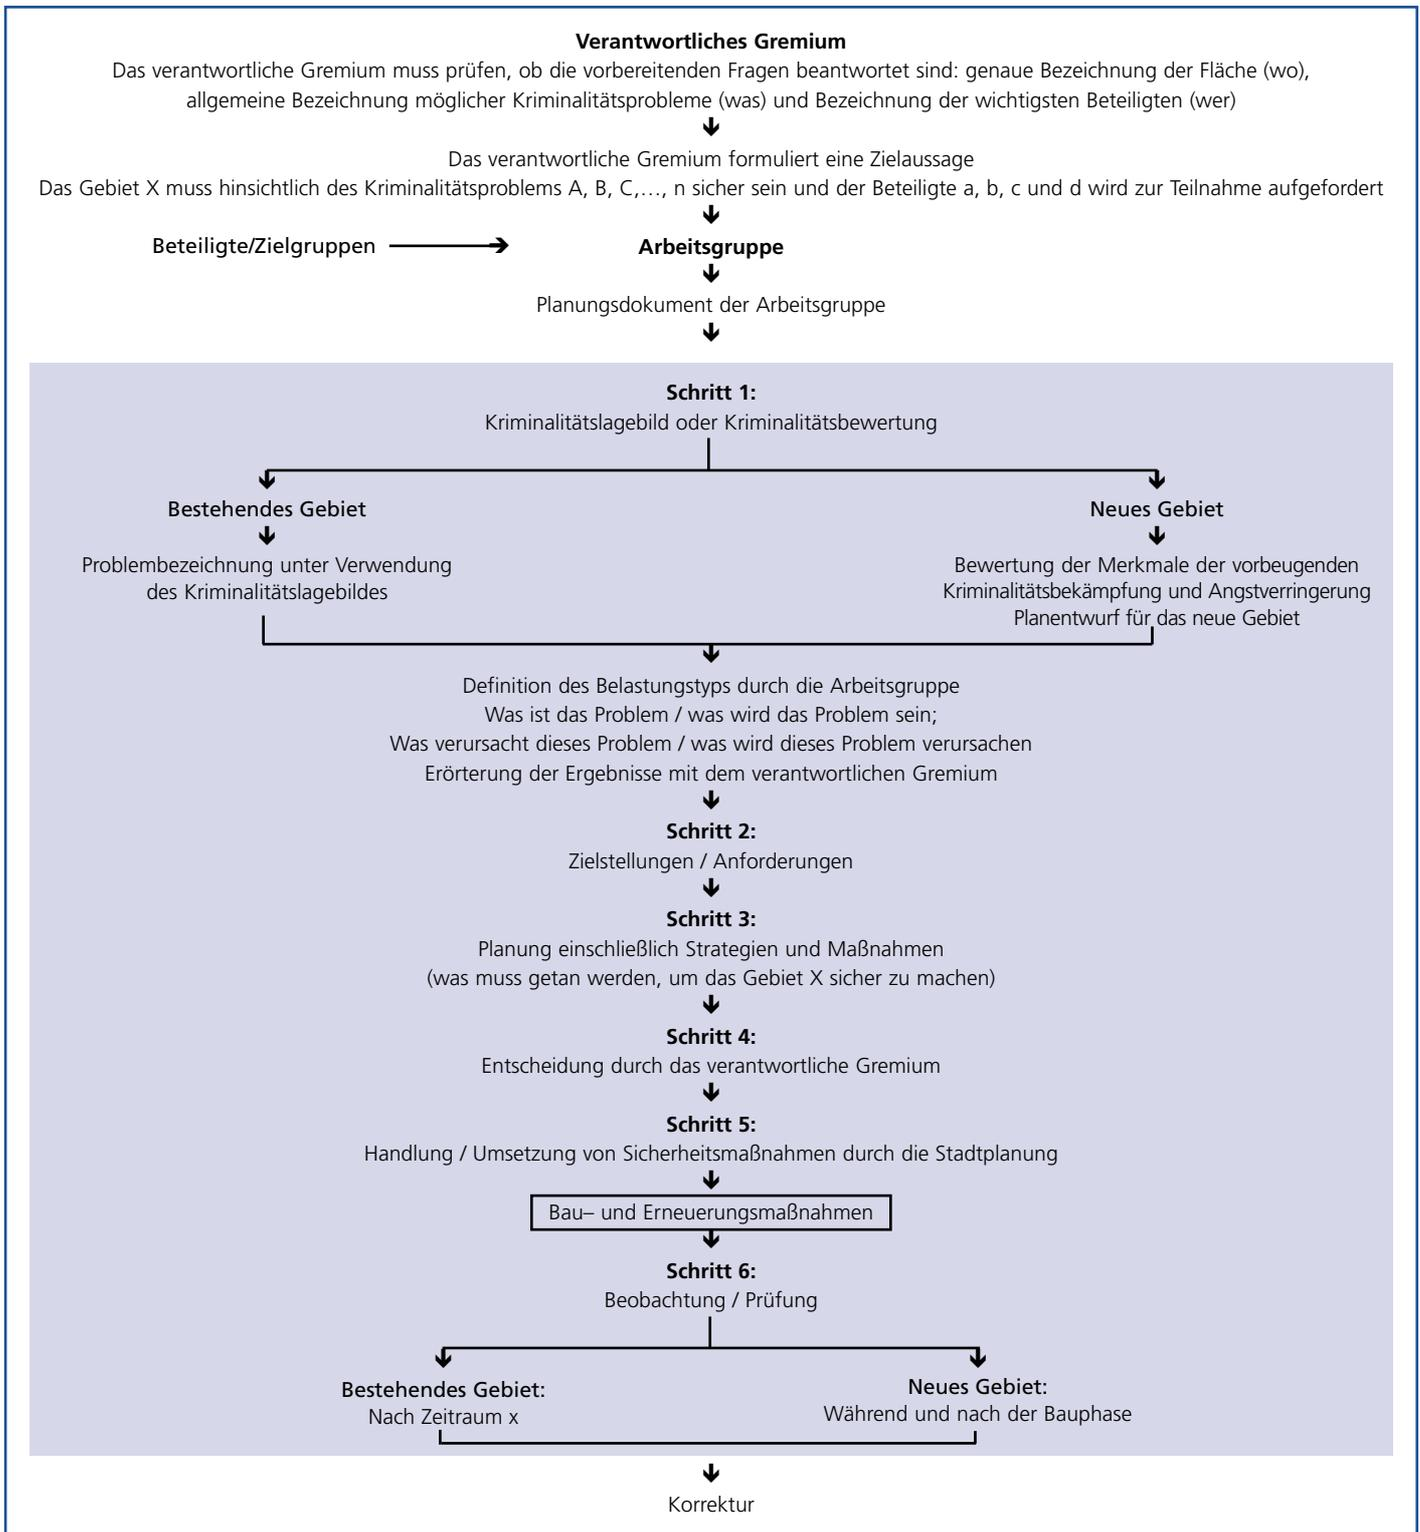 Verantwortliches Gremium
Das verantwortliche Gremium muss prüfen, ob die vorbereitenden Fragen beantwortet sind: genaue Bezeichnung der Fläche (wo),
allgemeine Bezeichnung möglicher Kriminalitätsprobleme (was) und Bezeichnung der wichtigsten Beteiligten (wer)
Das verantwortliche Gremium formuliert eine Zielaussage
Das Gebiet X muss hinsichtlich des Kriminalitätsproblems A, B, C,…, n sicher sein und der Beteiligte a, b, c und d wird zur Teilnahme aufgefordert
Beteiligte/Zielgruppen
Arbeitsgruppe
Planungsdokument der Arbeitsgruppe
Schritt 1:
Kriminalitätslagebild oder Kriminalitätsbewertung
Bestehendes Gebiet
Problembezeichnung unter Verwendung
des Kriminalitätslagebildes
Neues Gebiet
Bewertung der Merkmale der vorbeugenden
Kriminalitätsbekämpfung und Angstverringerung
Planentwurf für das neue Gebiet
Definition des Belastungstyps durch die Arbeitsgruppe
Was ist das Problem / was wird das Problem sein;
Was verursacht dieses Problem / was wird dieses Problem verursachen
Erörterung der Ergebnisse mit dem verantwortlichen Gremium
Schritt 2:
Zielstellungen / Anforderungen
Schritt 3:
Planung einschließlich Strategien und Maßnahmen
(was muss getan werden, um das Gebiet X sicher zu machen)
Schritt 4:
Entscheidung durch das verantwortliche Gremium
Schritt 5:
Handlung / Umsetzung von Sicherheitsmaßnahmen durch die Stadtplanung
Bau– und Erneuerungsmaßnahmen
Schritt 6:
Beobachtung / Prüfung
Bestehendes Gebiet:
Nach Zeitraum x
Neues Gebiet:
Während und nach der Bauphase
Korrektur